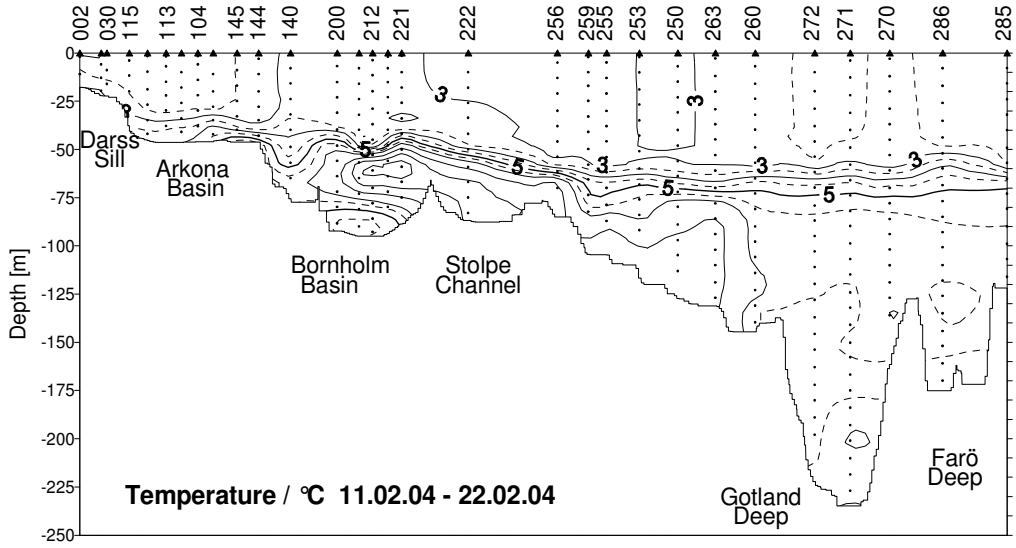 002 030 115 113 104 145 144 140 200 212 221 222 256 259 255 253 250 263 260 272 271 270 286 285
0
-25
-50
-75
-100
-125
-150
-175
-200
-225
-250
Depth [m]
3
3
3
3
3
3
5
5
5
5
Darss
Sill
Arkona
Basin
Bornholm
Basin
Stolpe
Channel
Gotland
Deep
Farö
Deep
Temperature / °C 11.02.04 - 22.02.04